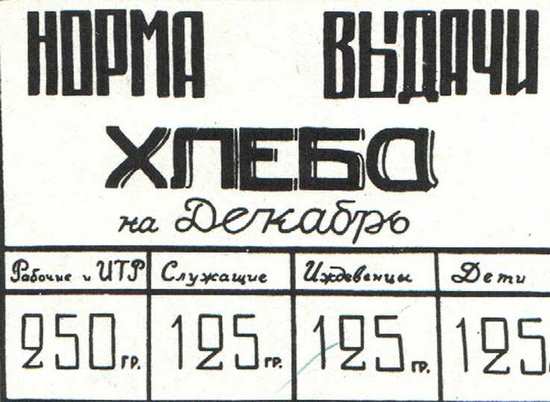 НОРМА ВЫДАЧИ
ХЛЕБА
на Декабрь
Рабочие и ИТР Служащие Иждевенцы Дети
250 гр. 125 гр. 125 гр. 125